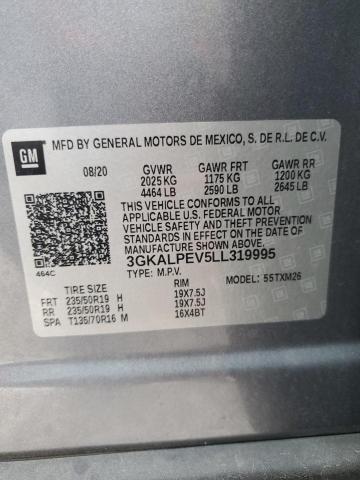 GM
MFD BY GENERAL MOTORS DE MEXICO, S. DE R.L. DE C.V.
08/20 GVWR GAWR FRT GAWR RR
2025 KG 1175 KG 1200 KG
4464 LB 2590 LB 2645 LB
THIS VEHICLE CONFORMS TO ALL
APPLICABLE U.S. FEDERAL MOTOR
VEHICLE SAFETY AND THEFT PREVENTION
STANDARDS IN EFFECT ON THE DATE OF
MANUFACTURE SHOWN ABOVE.
3GKALPEV5LL319995
464C TYPE: M.P.V. MODEL: 55TXM26
TIRE SIZE RIM
FRT 235/50R19 H 19X7.5J
RR 235/50R19 H 19X7.5J
SPA T135/70R16 M 16X4BT